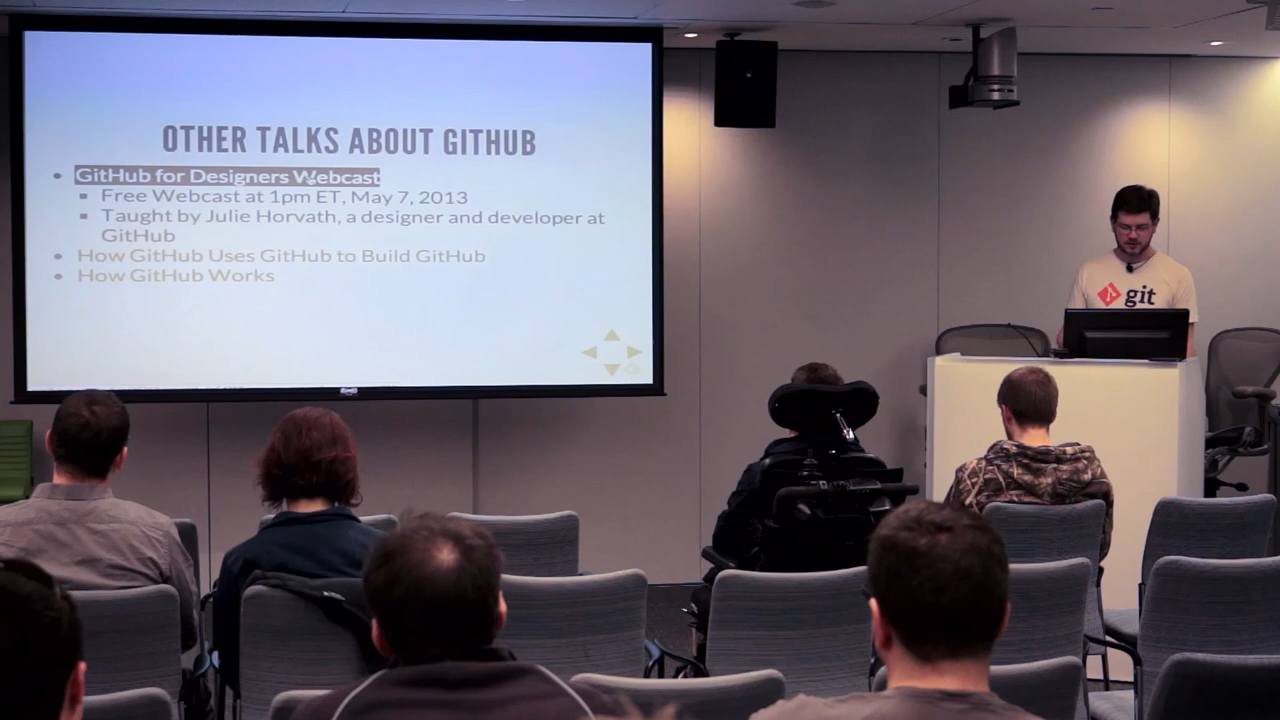 OTHER TALKS ABOUT GITHUB
GitHub for Designers Webcast
Free Webcast at 1pm ET, May 7, 2013
Taught by Julie Horvath, a designer and developer at
GitHub
How GitHub Uses GitHub to Build GitHub
How GitHub Works
git